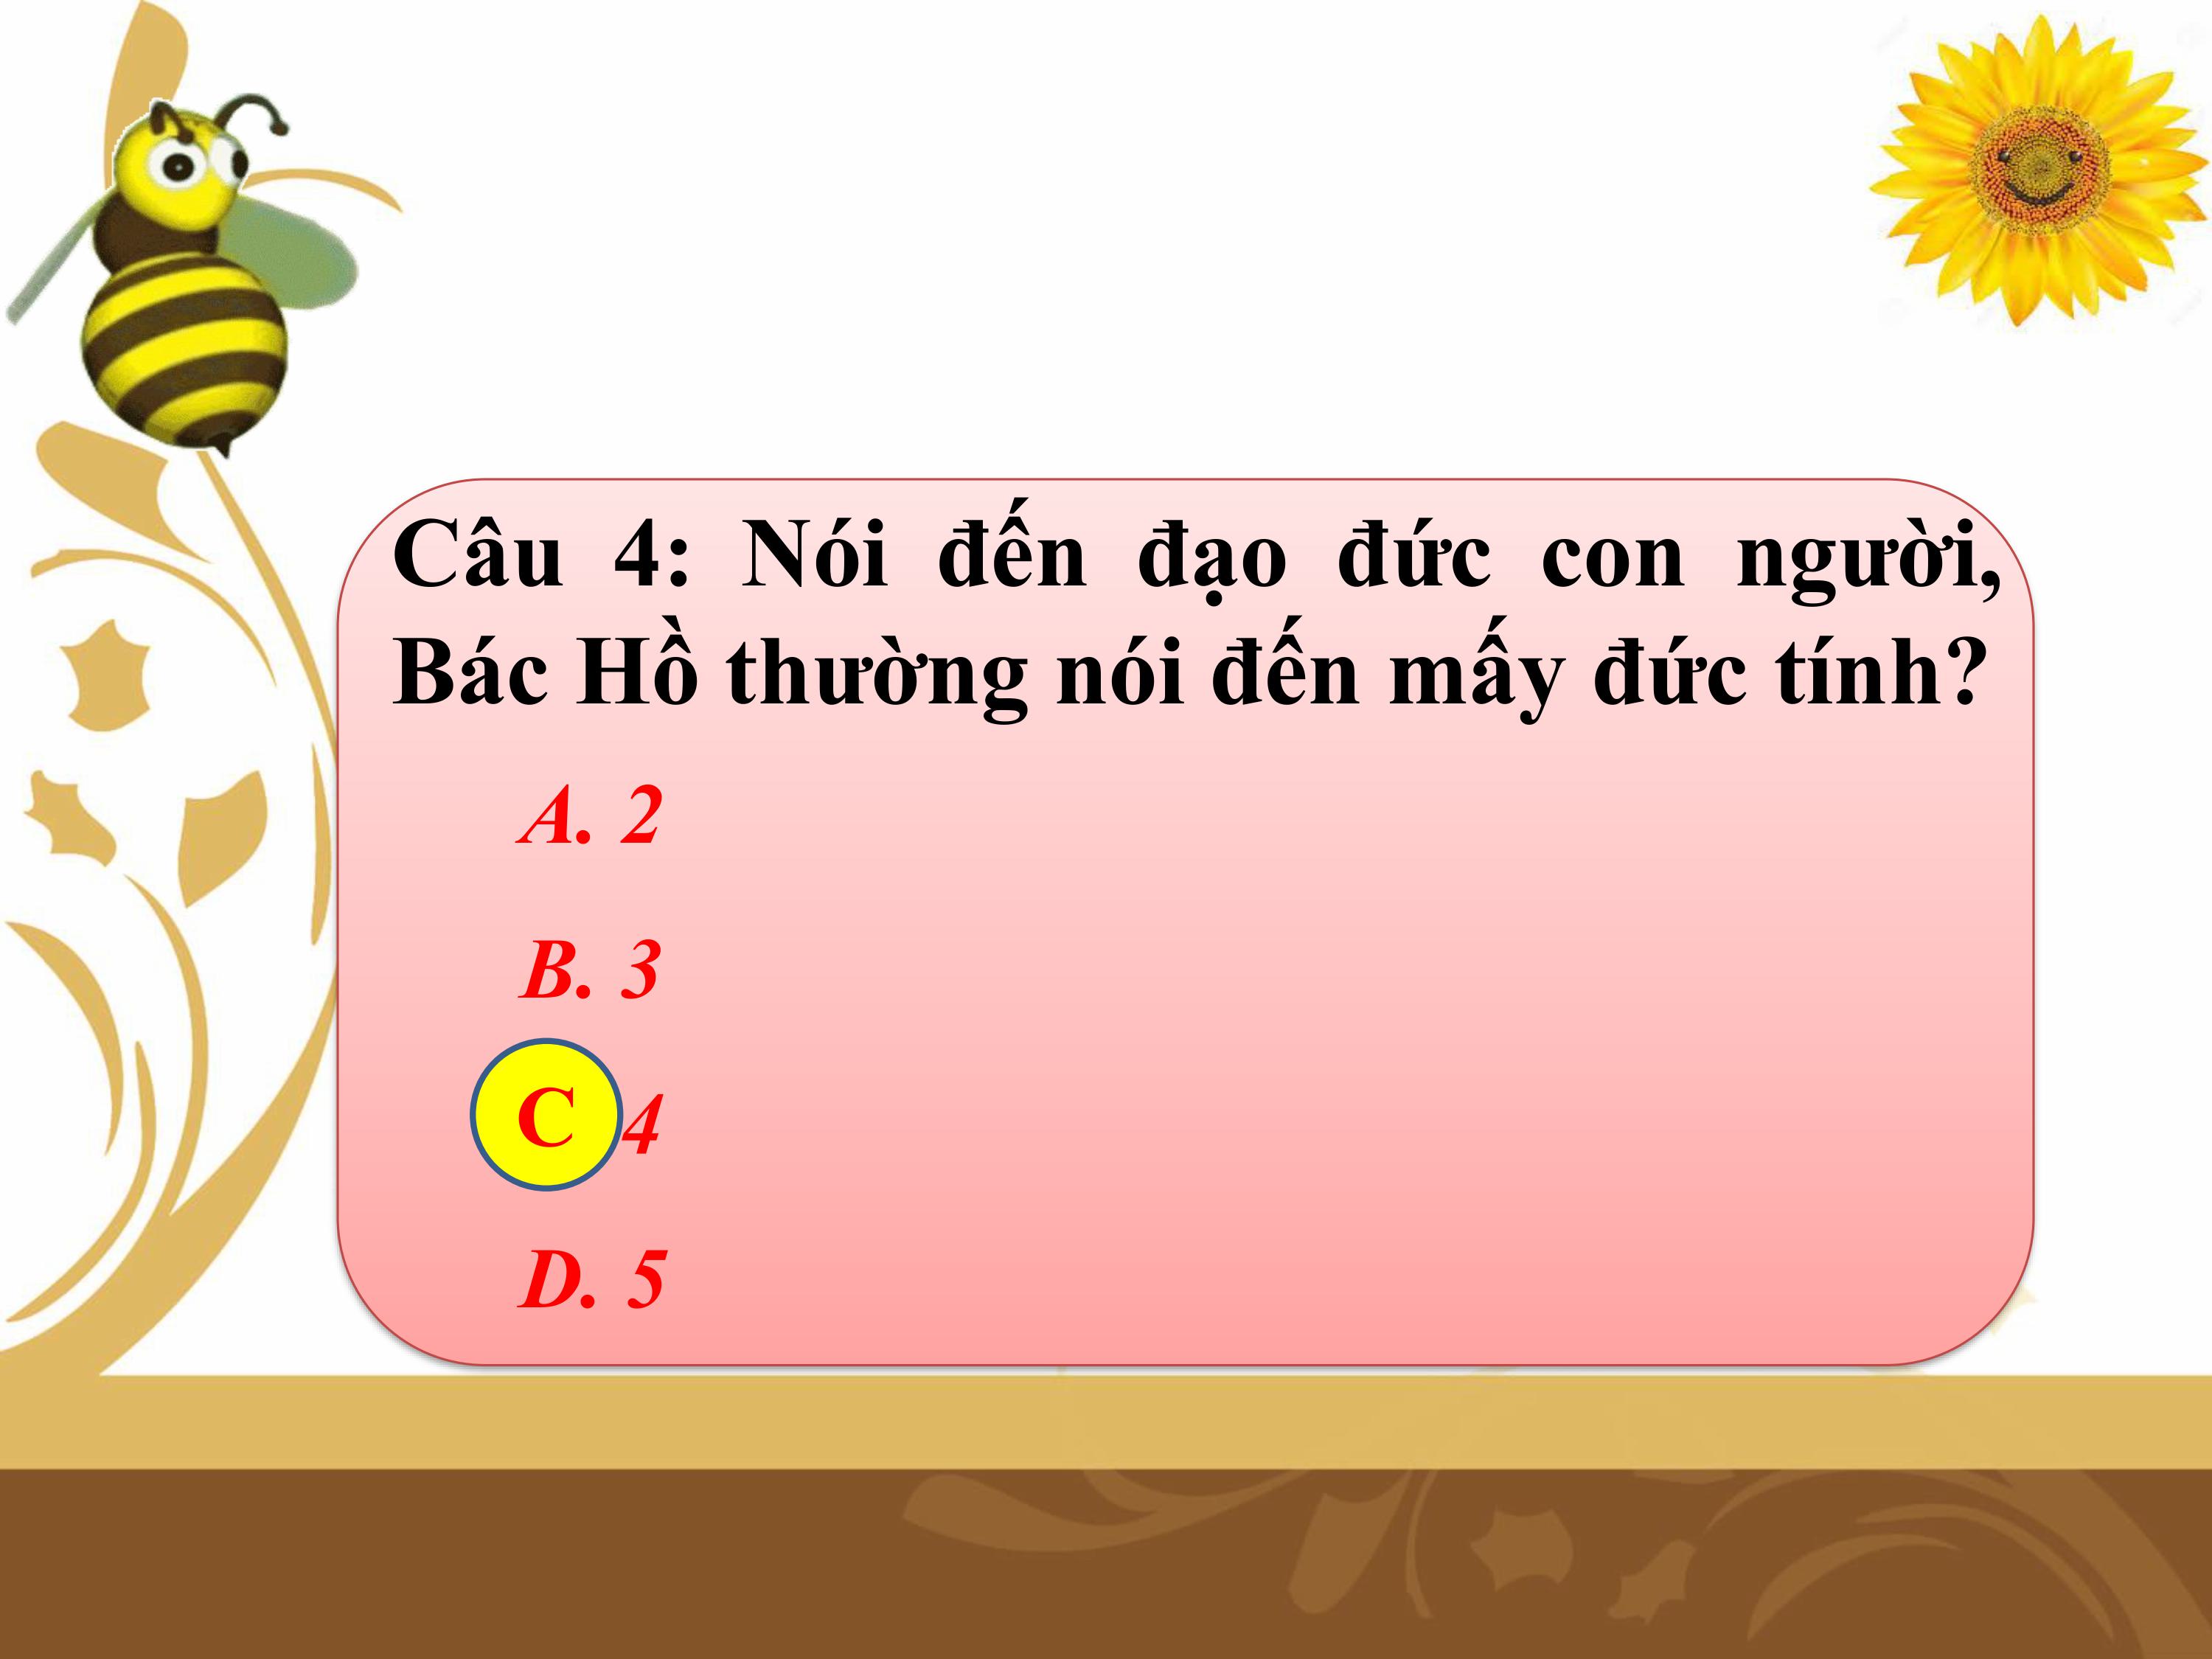 Câu 4: Nói đến đạo đức con người,
Bác Hồ thường nói đến mấy đức tính?
A. 2
B. 3
C 4
D. 5